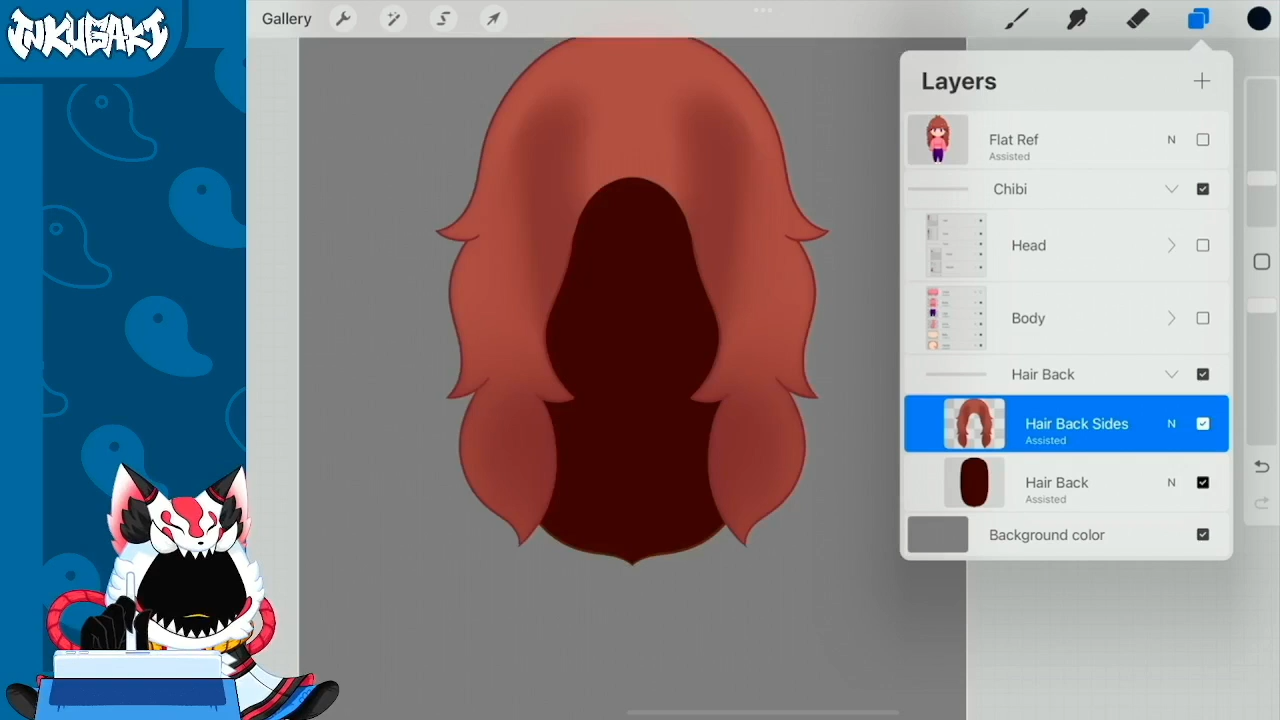 INKUGAKI
Gallery
Layers
Flat Ref
N
Assisted
Chibi
Head
Body
Hair Back
Hair Back Sides
N
Assisted
Hair Back
N
Assisted
Background color